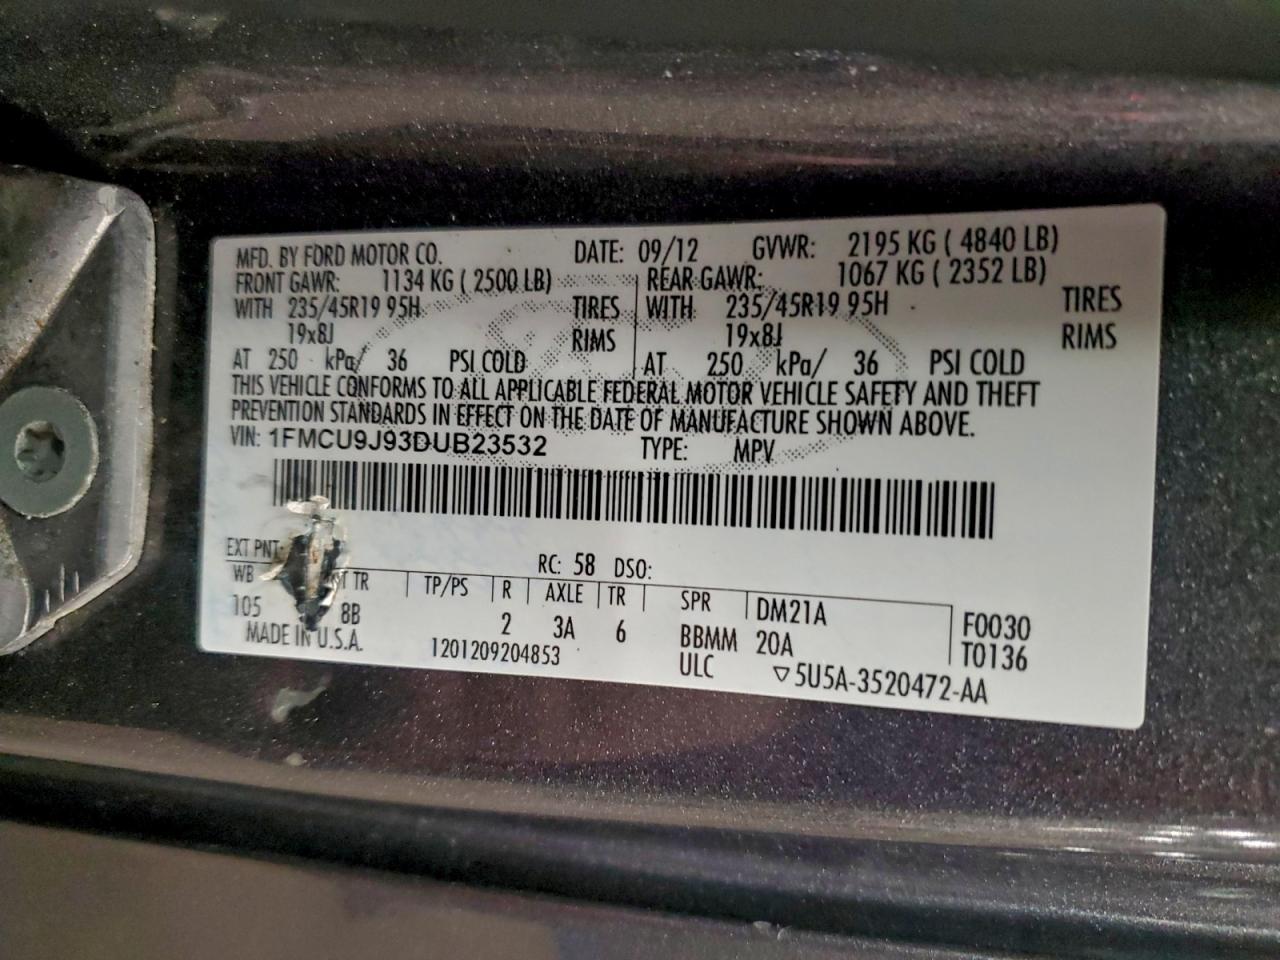 MFD. BY FORD MOTOR CO. DATE: 09/12 GVWR: 2195 KG ( 4840 LB)
FRONT GAWR: 1134 KG ( 2500 LB) REAR GAWR: 1067 KG ( 2352 LB)
WITH 235/45R19 95H TIRES WITH 235/45R19 95H TIRES
19x8J RIMS 19x8J RIMS
AT 250 kPa/ 36 PSI COLD AT 250 kPa/ 36 PSI COLD
THIS VEHICLE CONFORMS TO ALL APPLICABLE FEDERAL MOTOR VEHICLE SAFETY AND THEFT
PREVENTION STANDARDS IN EFFECT ON THE DATE OF MANUFACTURE SHOWN ABOVE.
VIN: 1FMCU9J93DUB23532 TYPE: MPV
EXT PNT: RC: 58 DSO:
WB TR TP/PS R AXLE TR SPR DM21A F0030
105 8B 2 3A 6 BBMM 20A T0136
MADE IN U.S.A. 1201209204853 ULC ▽5U5A-3520472-AA